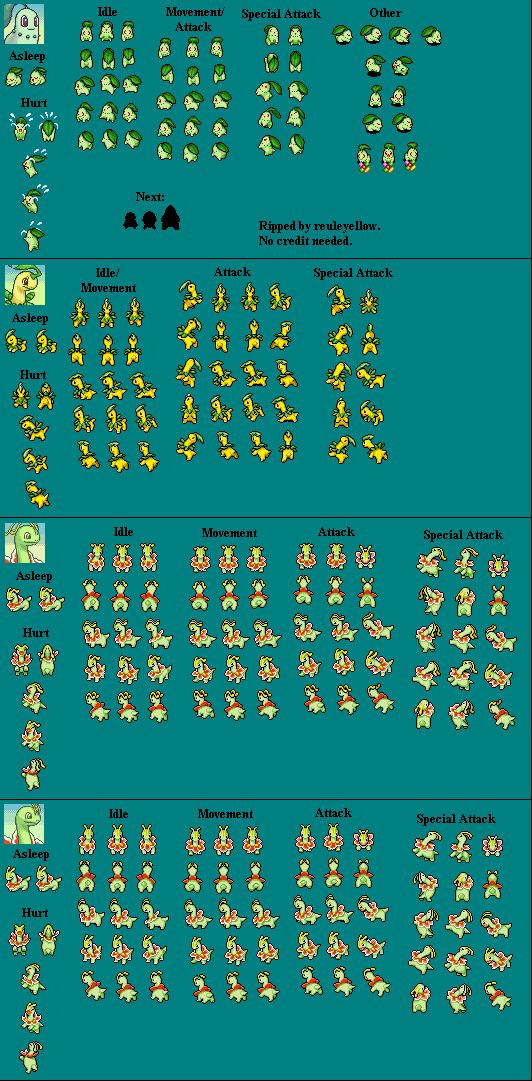 Idle
Movement/
Attack
Special Attack
Other
Asleep
Hurt
Next:
Ripped by reuleyellow.
No credit needed.
Idle/
Movement
Attack
Special Attack
Asleep
Hurt
Idle
Movement
Attack
Special Attack
Asleep
Hurt
Idle
Movement
Attack
Special Attack
Asleep
Hurt